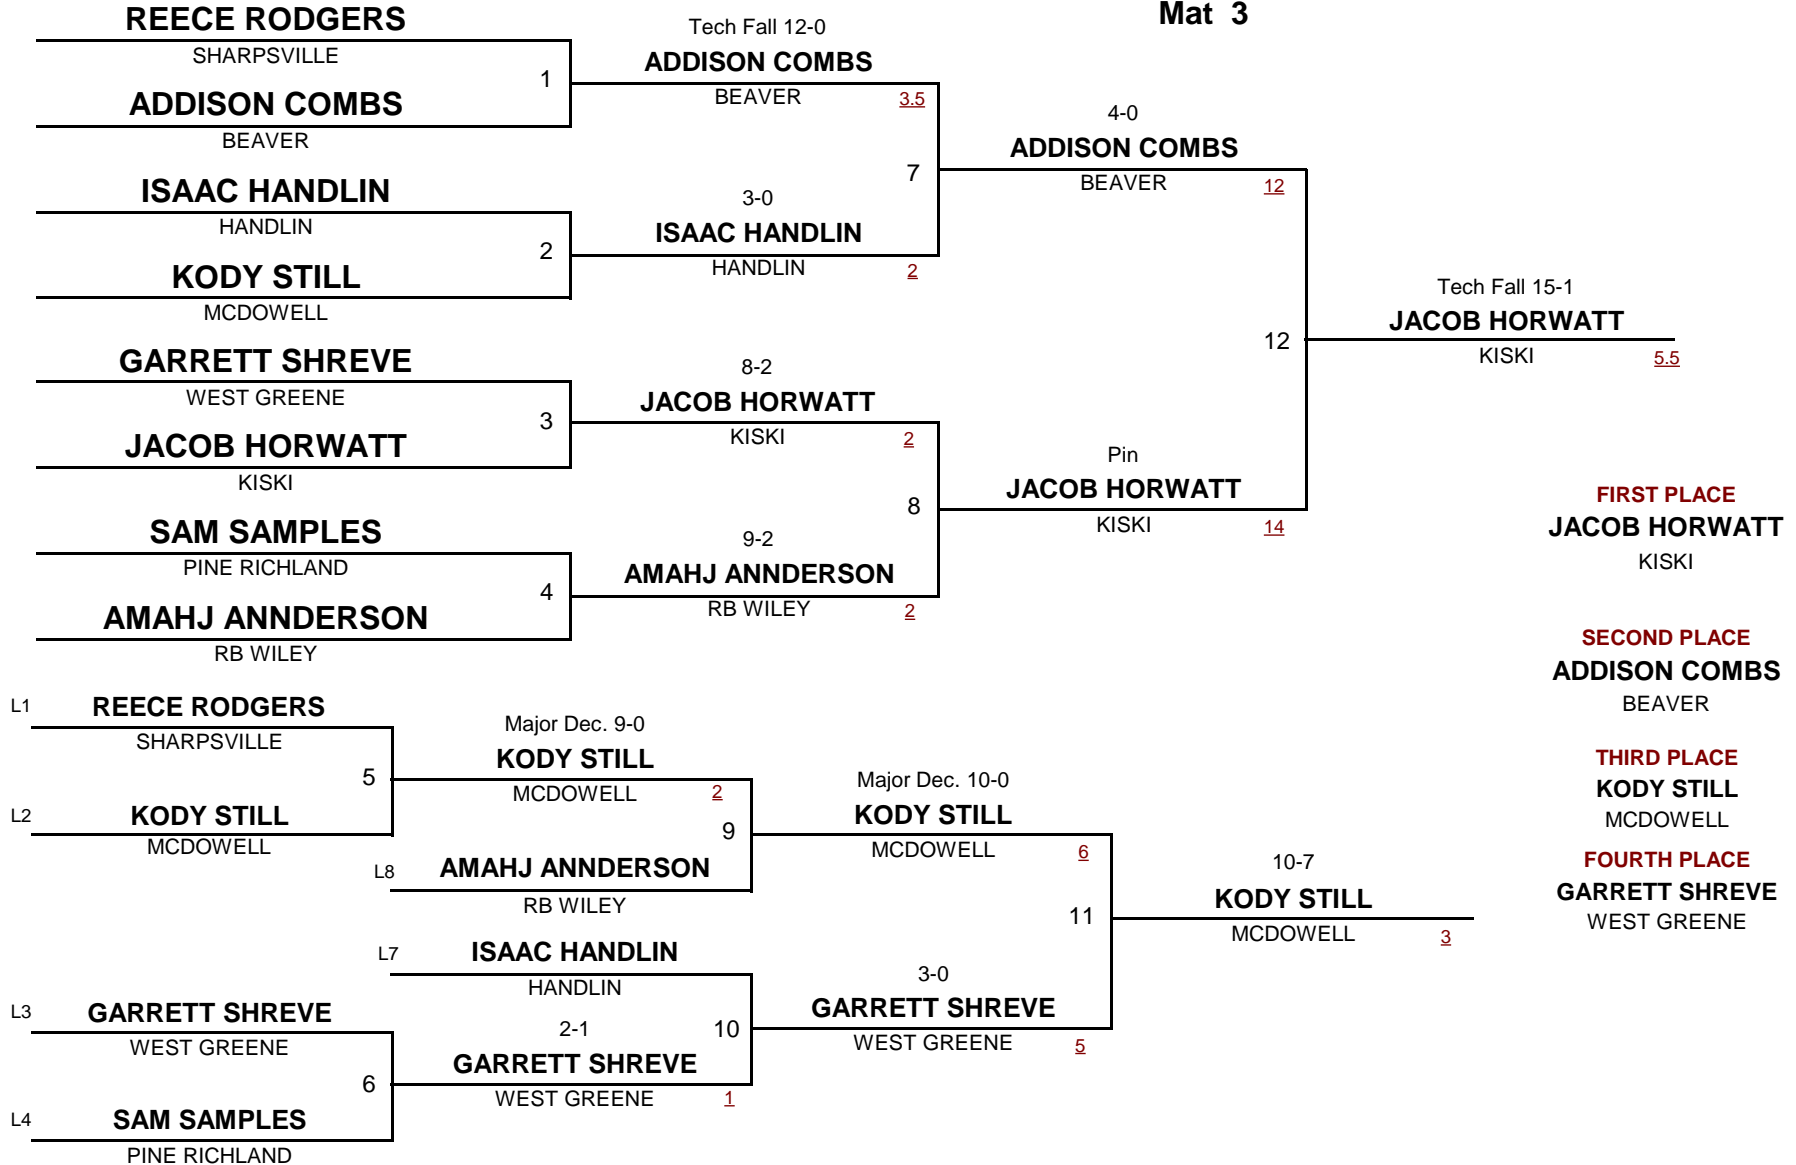 Mat 3
REECE RODGERS
SHARPSVILLE
1
ADDISON COMBS
BEAVER
ISAAC HANDLIN
HANDLIN
2
KODY STILL
MCDOWELL
GARRETT SHREVE
WEST GREENE
3
JACOB HORWATT
KISKI
SAM SAMPLES
PINE RICHLAND
4
AMAHJ ANNDERSON
RB WILEY
Tech Fall 12-0
ADDISON COMBS
BEAVER 3.5
7
3-0
ISAAC HANDLIN
HANDLIN 2
8-2
JACOB HORWATT
KISKI 2
8
9-2
AMAHJ ANNDERSON
RB WILEY 2
4-0
ADDISON COMBS
BEAVER 12
12
Pin
JACOB HORWATT
KISKI 14
Tech Fall 15-1
JACOB HORWATT
KISKI 5.5
L1 REECE RODGERS
SHARPSVILLE
5
L2 KODY STILL
MCDOWELL
L3 GARRETT SHREVE
WEST GREENE
6
L4 SAM SAMPLES
PINE RICHLAND
Major Dec. 9-0
KODY STILL
MCDOWELL 2
9
L8 AMAHJ ANNDERSON
RB WILEY
L7 ISAAC HANDLIN
HANDLIN
10
2-1
GARRETT SHREVE
WEST GREENE 1
Major Dec. 10-0
KODY STILL
MCDOWELL 6
11
3-0
GARRETT SHREVE
WEST GREENE 5
10-7
KODY STILL
MCDOWELL 3
FIRST PLACE
JACOB HORWATT
KISKI
SECOND PLACE
ADDISON COMBS
BEAVER
THIRD PLACE
KODY STILL
MCDOWELL
FOURTH PLACE
GARRETT SHREVE
WEST GREENE